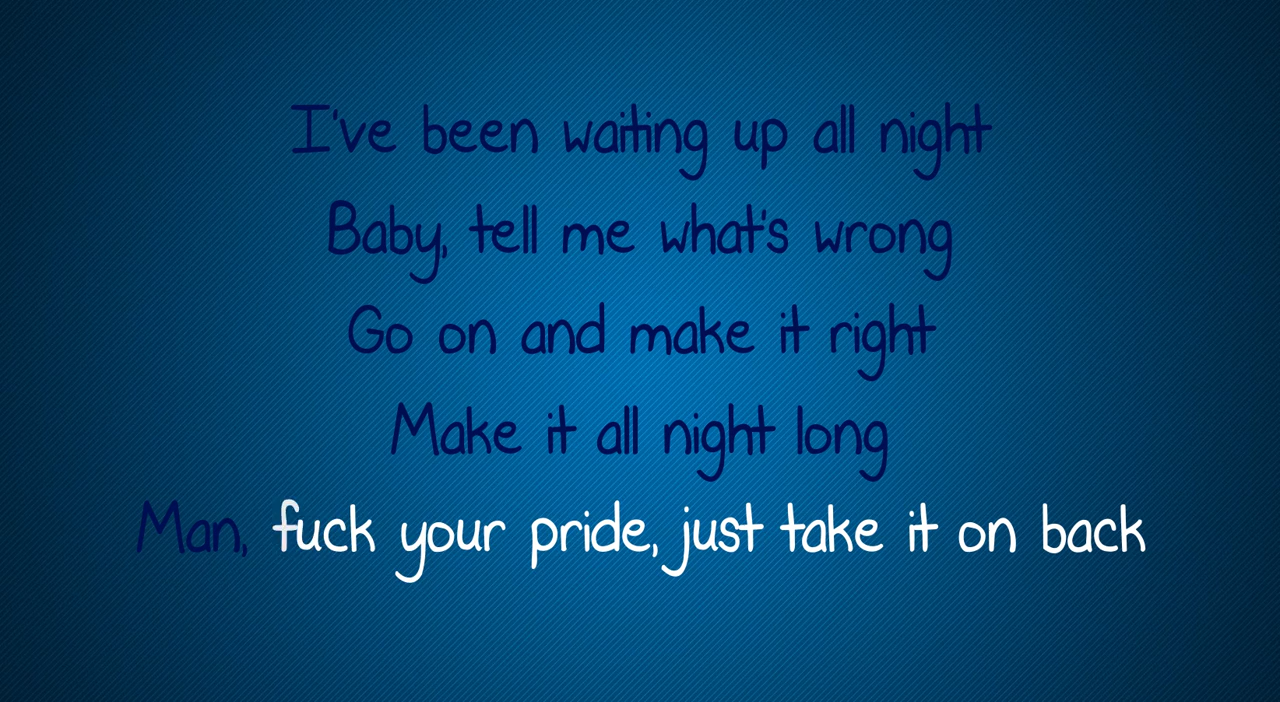 I've been waiting up all night
Baby, tell me what's wrong
Go on and make it right
Make it all night long
Man, fuck your pride, just take it on back